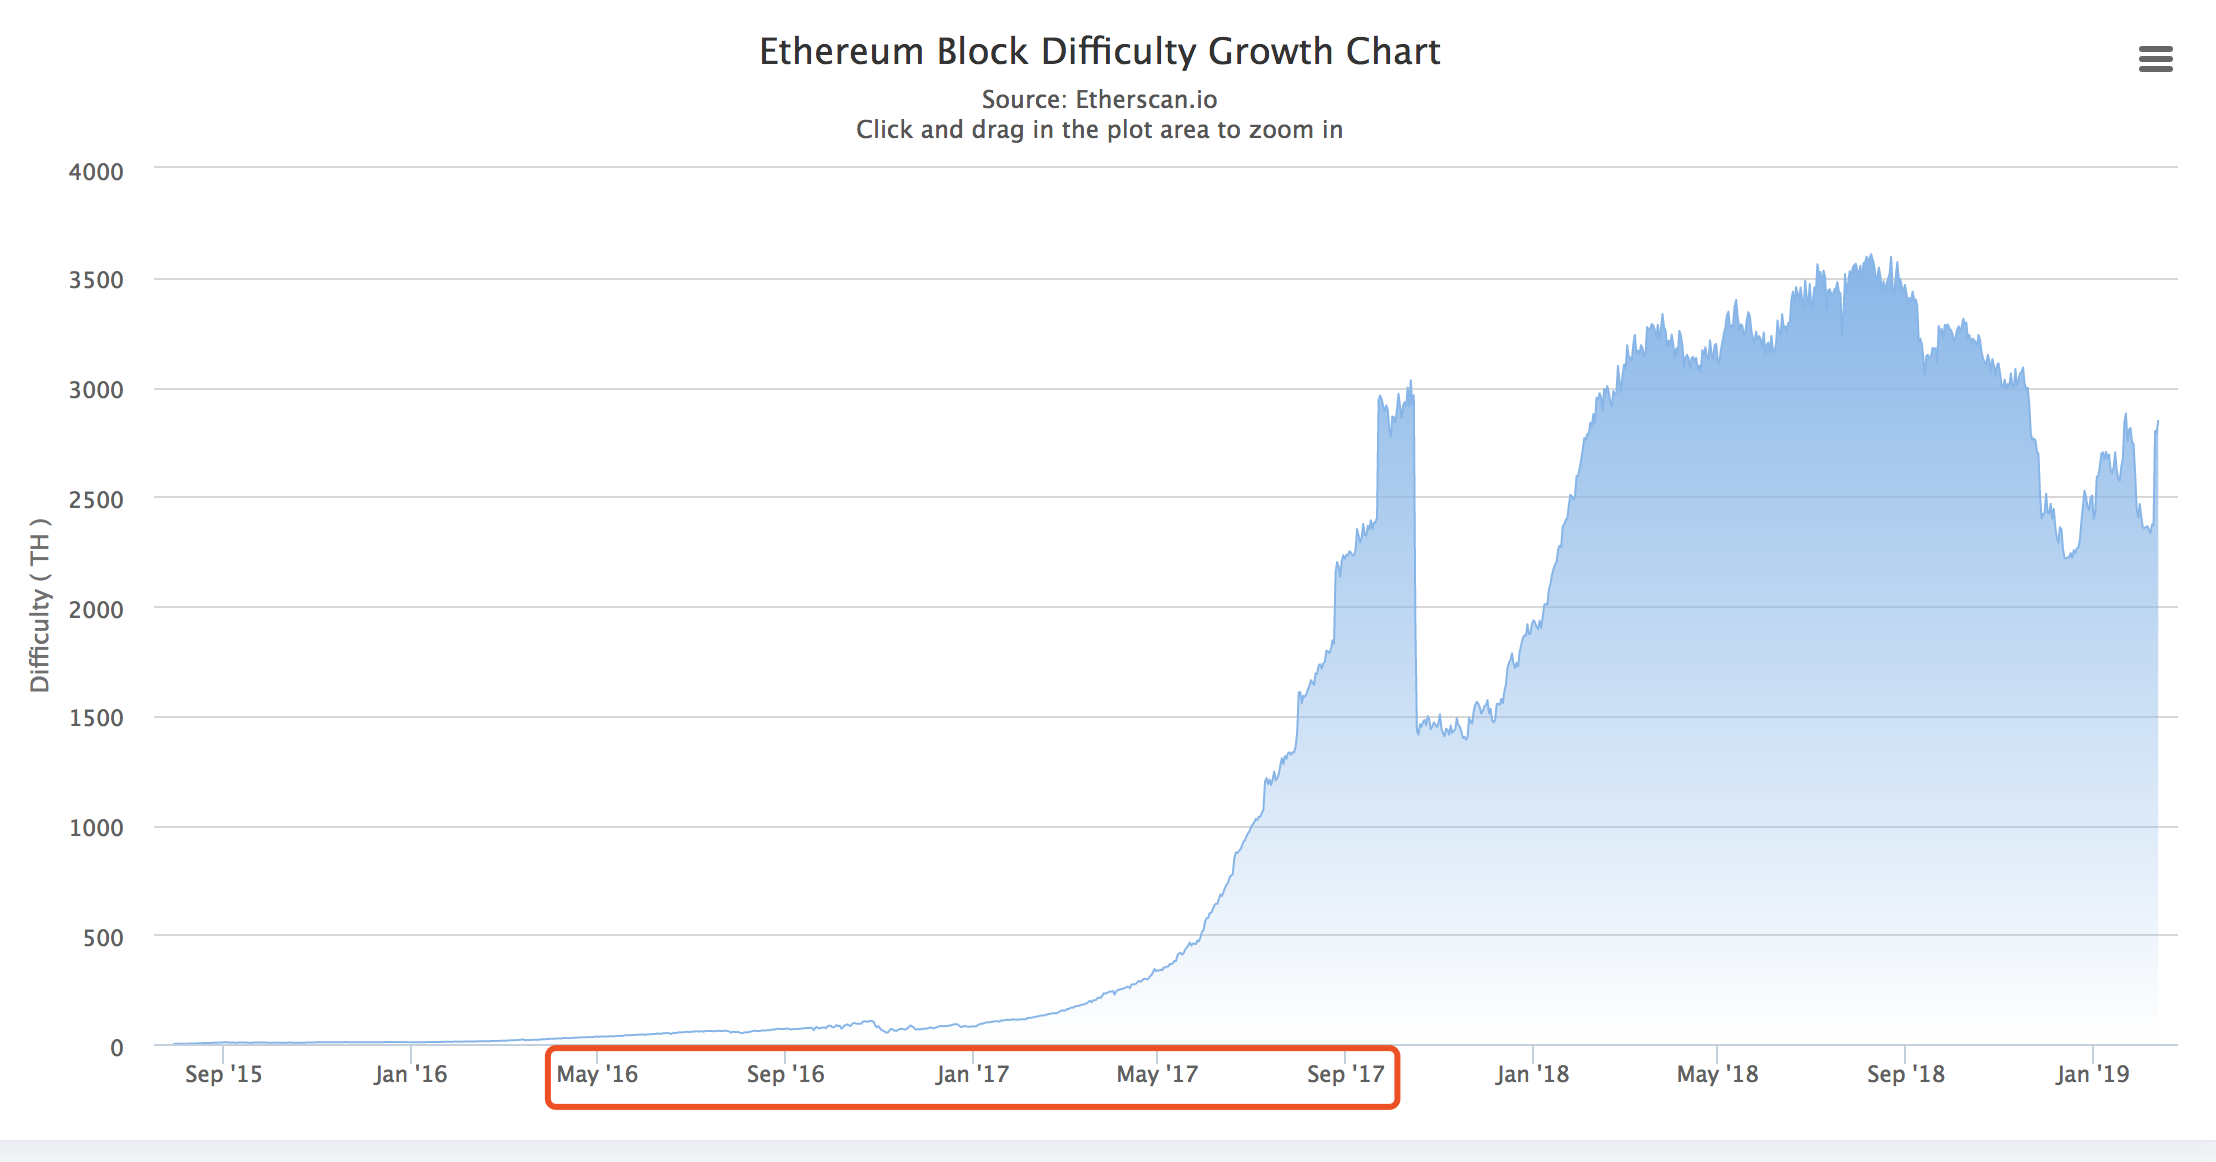 Ethereum Block Difficulty Growth Chart
Source: Etherscan.io
Click and drag in the plot area to zoom in
4000
3500
3000
2500
2000
1500
1000
500
0
Difficulty ( TH )
Sep '15 Jan '16 May '16 Sep '16 Jan '17 May '17 Sep '17 Jan '18 May '18 Sep '18 Jan '19